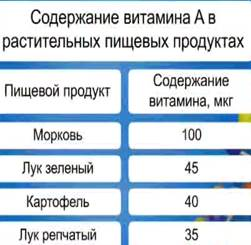 Содержание витамина А в
растительных пищевых продуктах
Пищевой продукт
Содержание
витамина, мкг
Морковь 100
Лук зеленый 45
Картофель 40
Лук репчатый 35